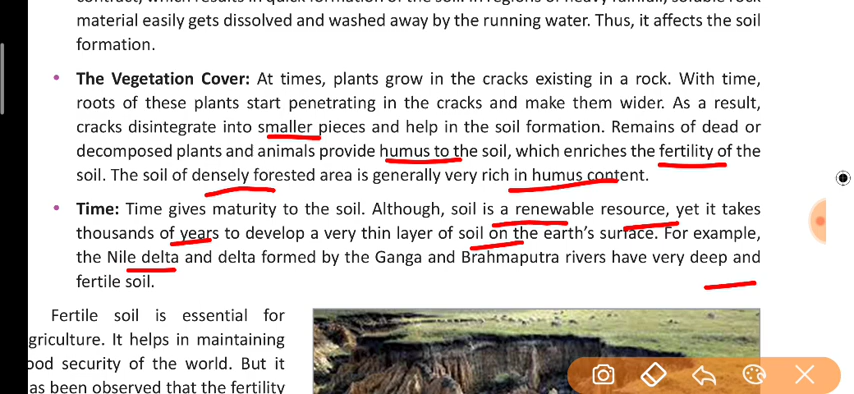 material easily gets dissolved and washed away by the running water. Thus, it affects the soil
formation.
• The Vegetation Cover: At times, plants grow in the cracks existing in a rock. With time,
roots of these plants start penetrating in the cracks and make them wider. As a result,
cracks disintegrate into smaller pieces and help in the soil formation. Remains of dead or
decomposed plants and animals provide humus to the soil, which enriches the fertility of the
soil. The soil of densely forested area is generally very rich in humus content.
• Time: Time gives maturity to the soil. Although, soil is a renewable resource, yet it takes
thousands of years to develop a very thin layer of soil on the earth's surface. For example,
the Nile delta and delta formed by the Ganga and Brahmaputra rivers have very deep and
fertile soil.
Fertile soil is essential for
griculture. It helps in maintaining
ood security of the world. But it
as been observed that the fertility